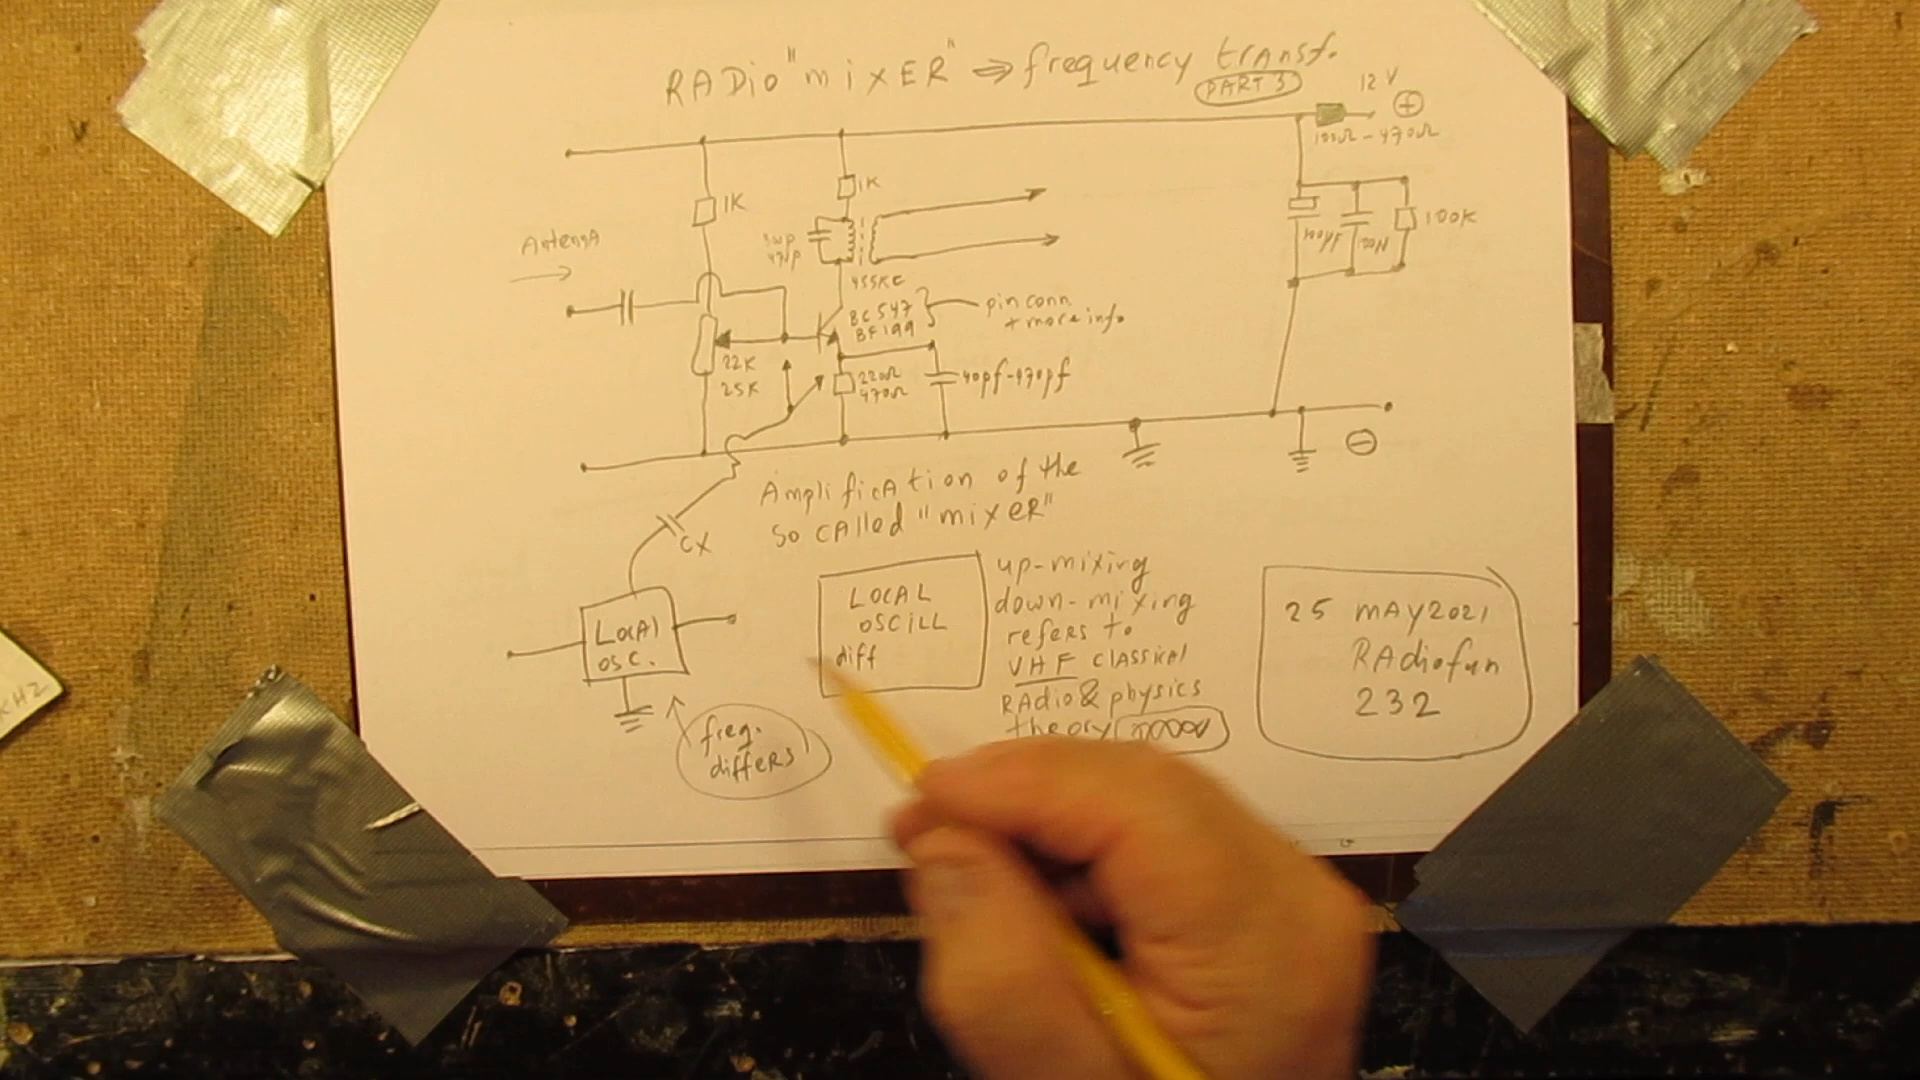 RADio "mixER" ⇒ frequency transf.
PART 3
12 V
+
100Ω-470Ω
1K
1K
Antenna
470p
455KC
100K
100µF
100N
BC547
BF199
pin conn.
+ more info.
22K
25K
220Ω
470Ω
40pf-470pf
Amplification of the
so called "mixer"
CX
LOCAl
OSC.
freq.
differs
LOCAL
OSCILL
diff
up-mixing
down-mixing
refers to
VHF classical
RAdio & physics
theory
25 MAY 2021
RAdiofun
232
KHZ